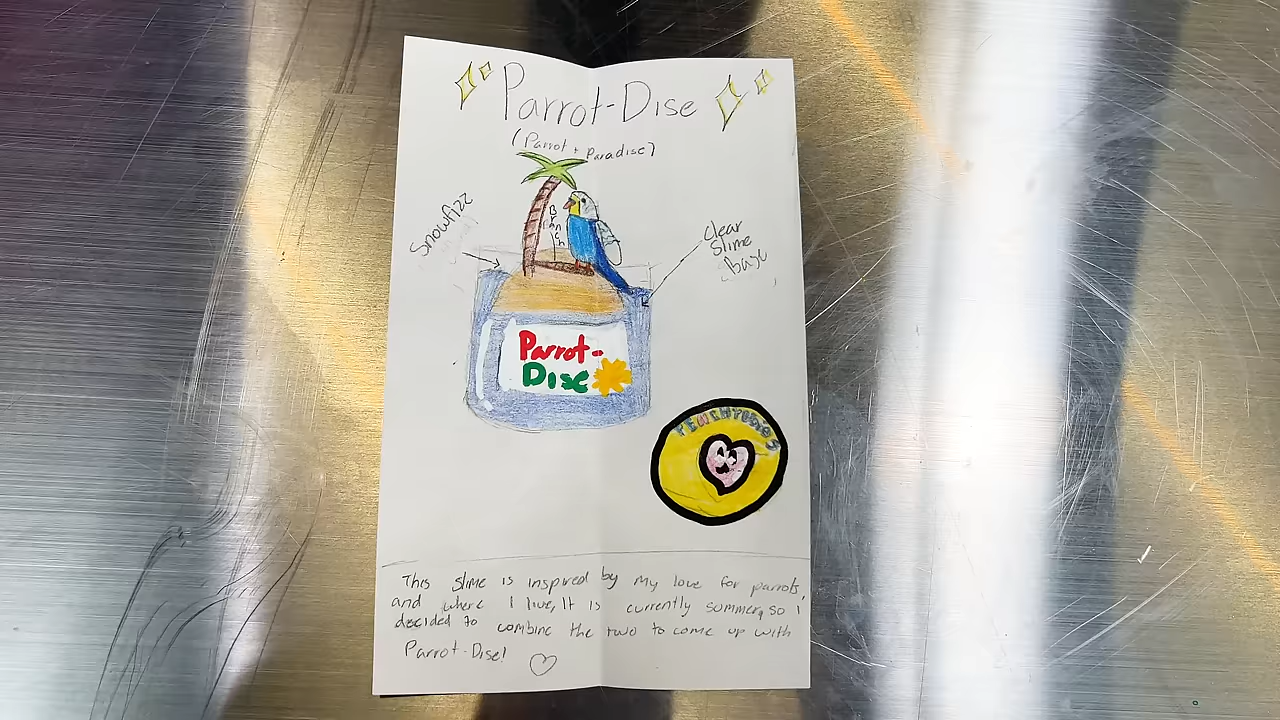 Parrot-Dise
(Parrot + Paradise)
Snowfizz
Branch
Clear
Slime
Base
Parrot-
Dise
PEACHYBBIES
This slime is inspired by my love for parrots,
and where I live, It is currently summer, so I
decided to combine the two to come up with
Parrot-Dise!